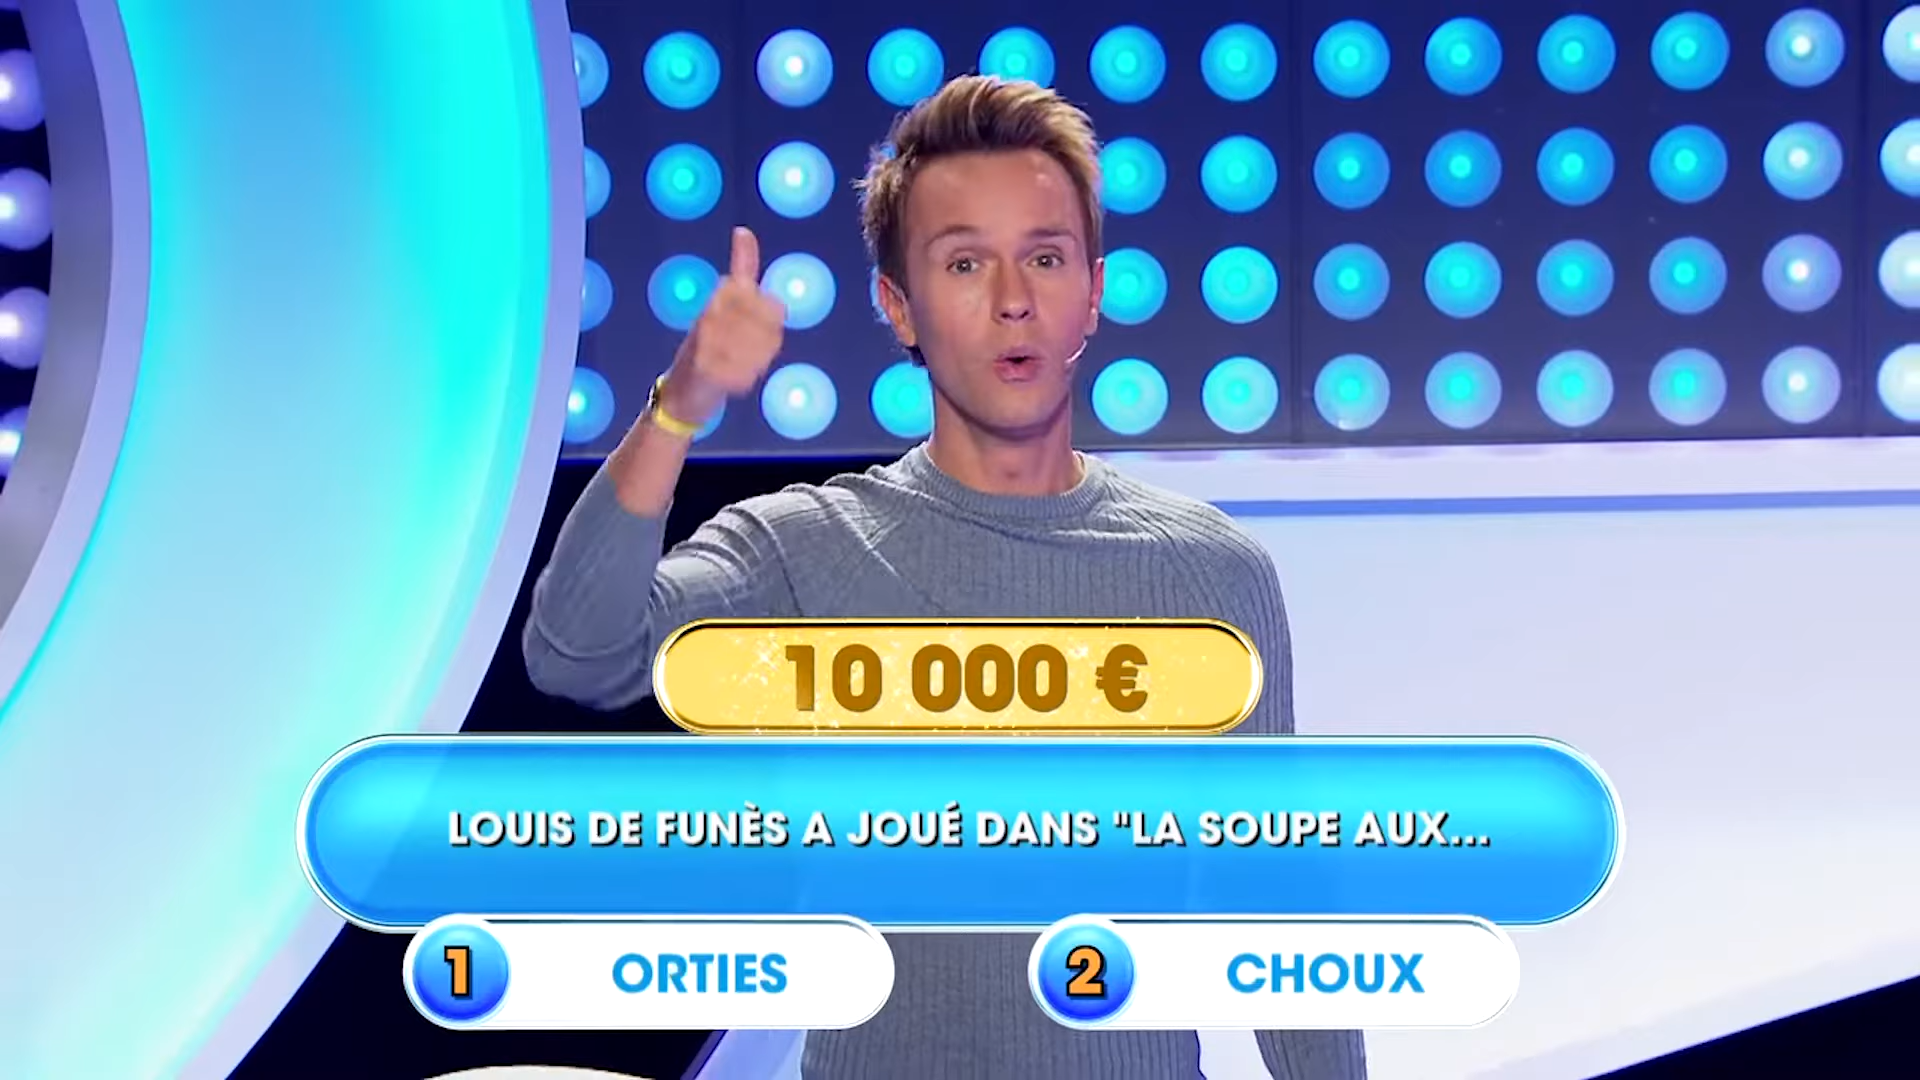 10 000 €
LOUIS DE FUNÈS A JOUÉ DANS "LA SOUPE AUX...
1 ORTIES
2 CHOUX